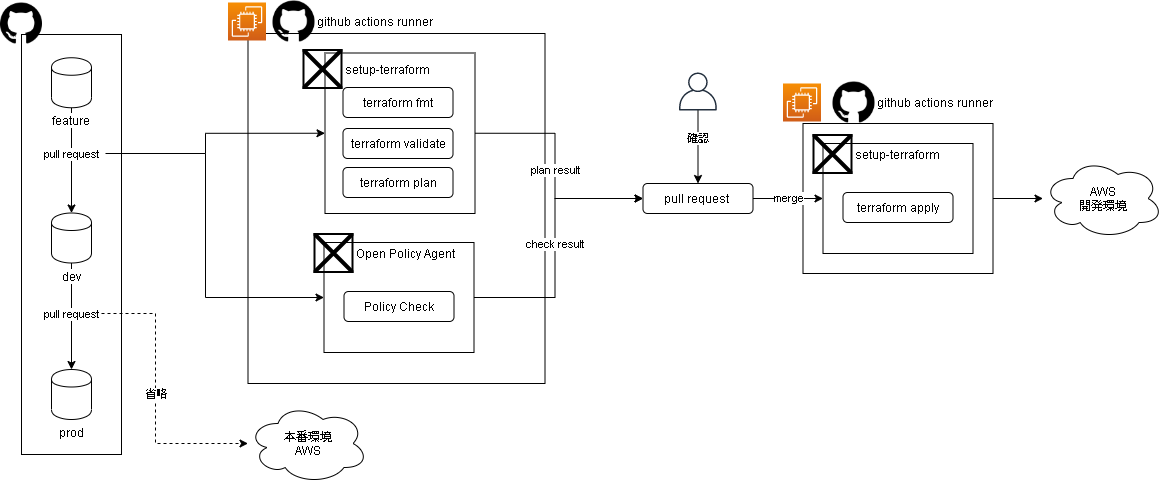 github actions runner
setup-terraform
terraform fmt
terraform validate
terraform plan
feature
pull request
dev
pull request
prod
省略
本番環境
AWS
Open Policy Agent
Policy Check
plan result
check result
確認
pull request
merge
github actions runner
setup-terraform
terraform apply
AWS
開発環境